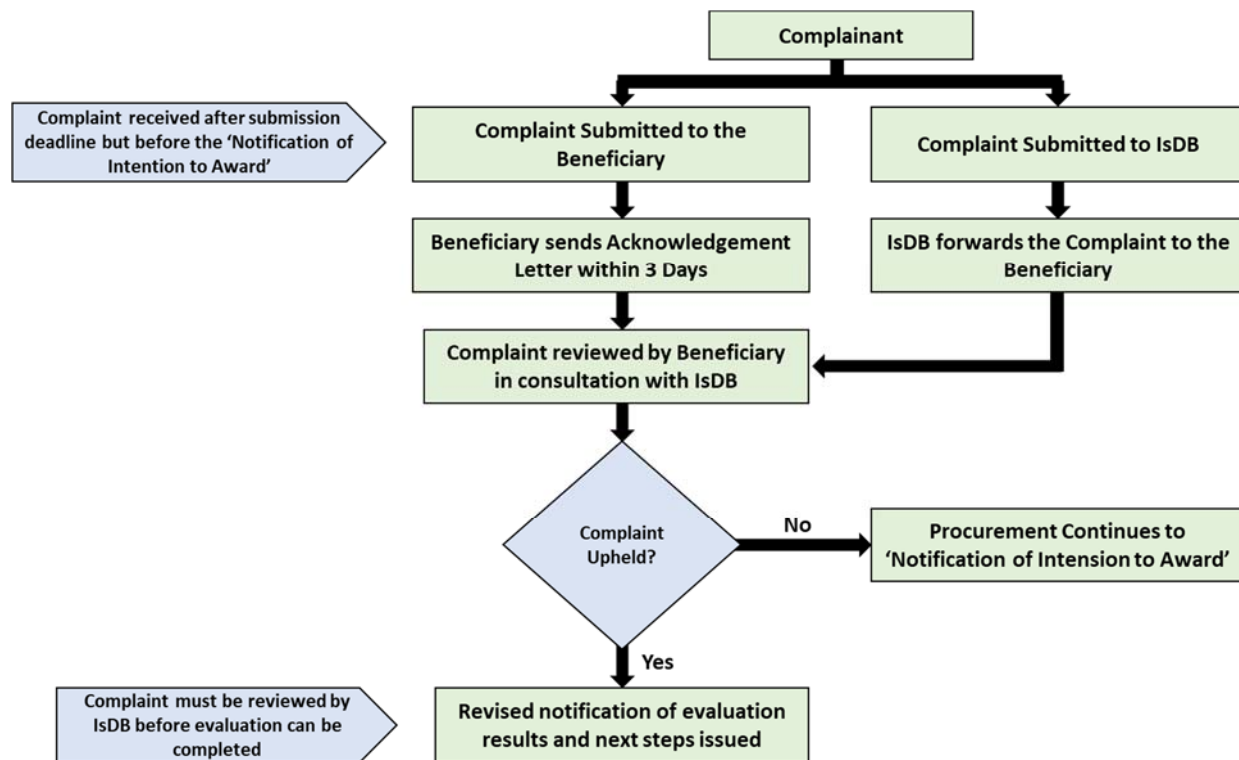 Complainant
Complaint received after submission
deadline but before the ‘Notification of
Intention to Award’
Complaint Submitted to the
Beneficiary
Complaint Submitted to IsDB
Beneficiary sends Acknowledgement
Letter within 3 Days
IsDB forwards the Complaint to the
Beneficiary
Complaint reviewed by Beneficiary
in consultation with IsDB
Complaint
Upheld?
No
Procurement Continues to
‘Notification of Intension to Award’
Yes
Complaint must be reviewed by
IsDB before evaluation can be
completed
Revised notification of evaluation
results and next steps issued